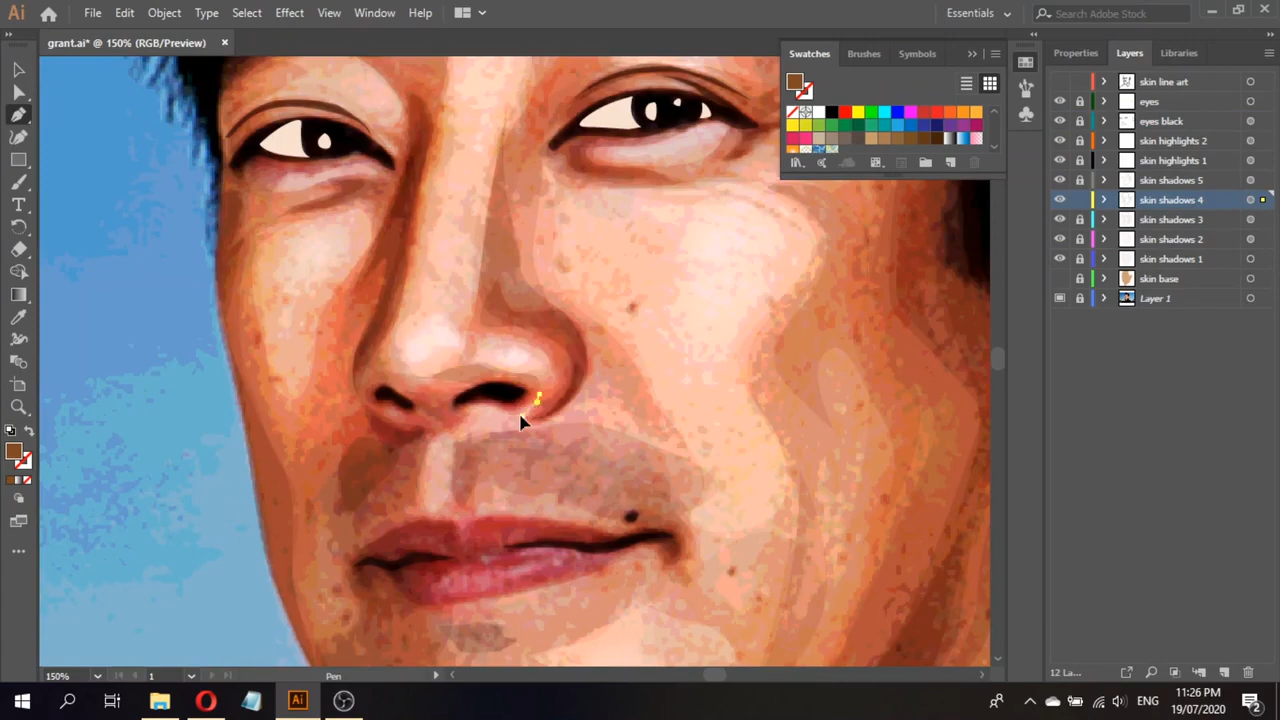 Ai File Edit Object Type Select Effect View Window Help Essentials Search Adobe Stock
grant.ai* @ 150% (RGB/Preview)
Swatches Brushes Symbols
Properties Layers Libraries
skin line art
eyes
eyes black
skin highlights 2
skin highlights 1
skin shadows 5
skin shadows 4
skin shadows 3
skin shadows 2
skin shadows 1
skin base
Layer 1
150% 1 Pen
12 La...
Ai ENG 11:26 PM
19/07/2020 2